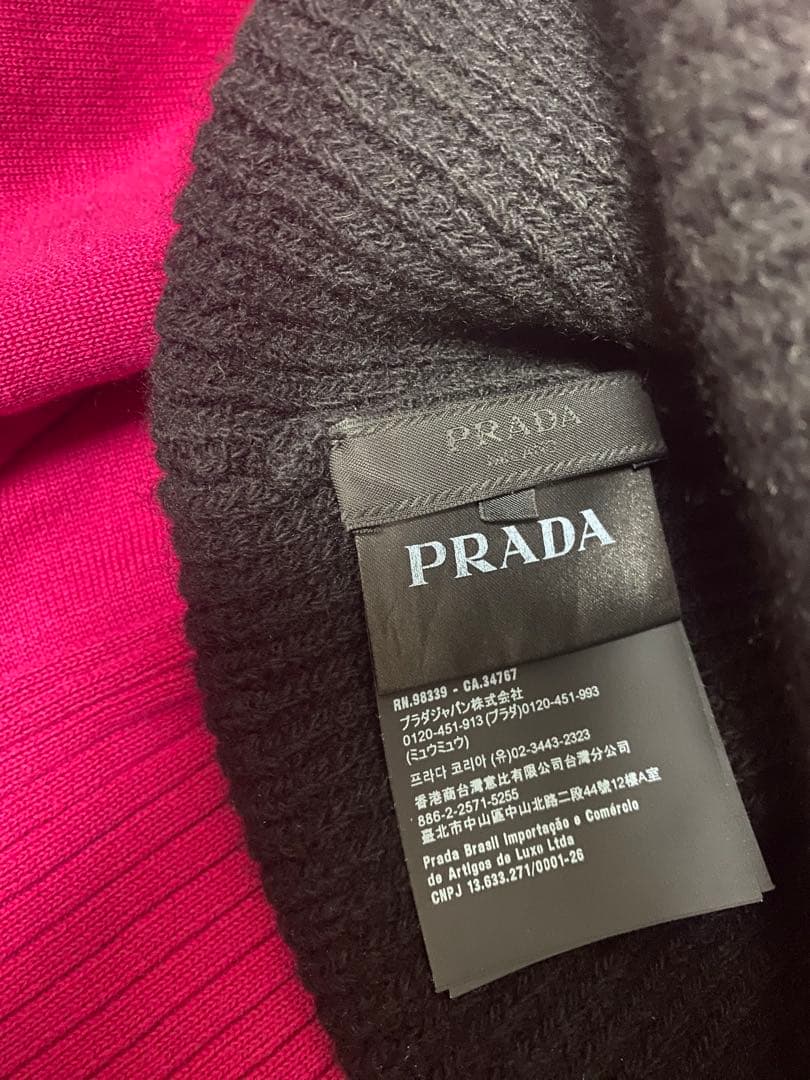 PRADA
MILANO
PRADA
RN.98339 - CA.34767
プラダジャパン株式会社
0120-451-913(プラダ)0120-451-993
(ミュウミュウ)
프라다 코리아 (유)02-3443-2323
香港商台灣意比有限公司台灣分公司
886-2-2571-5255
臺北市中山區中山北路二段44號12樓A室
Prada Brasil Importação e Comérolo
de Artigos de Luxo Ltda
CNPJ 13.633.271/0001-26